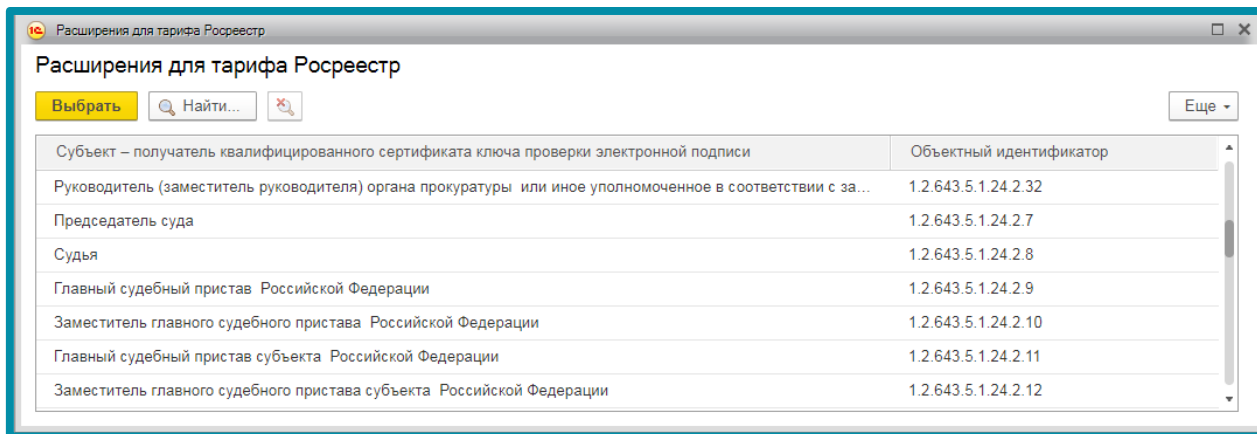 1С Расширения для тарифа Росреестр
Расширения для тарифа Росреестр
Выбрать Найти... Еще
Субъект – получатель квалифицированного сертификата ключа проверки электронной подписи Объектный идентификатор
Руководитель (заместитель руководителя) органа прокуратуры или иное уполномоченное в соответствии с за... 1.2.643.5.1.24.2.32
Председатель суда 1.2.643.5.1.24.2.7
Судья 1.2.643.5.1.24.2.8
Главный судебный пристав Российской Федерации 1.2.643.5.1.24.2.9
Заместитель главного судебного пристава Российской Федерации 1.2.643.5.1.24.2.10
Главный судебный пристав субъекта Российской Федерации 1.2.643.5.1.24.2.11
Заместитель главного судебного пристава субъекта Российской Федерации 1.2.643.5.1.24.2.12